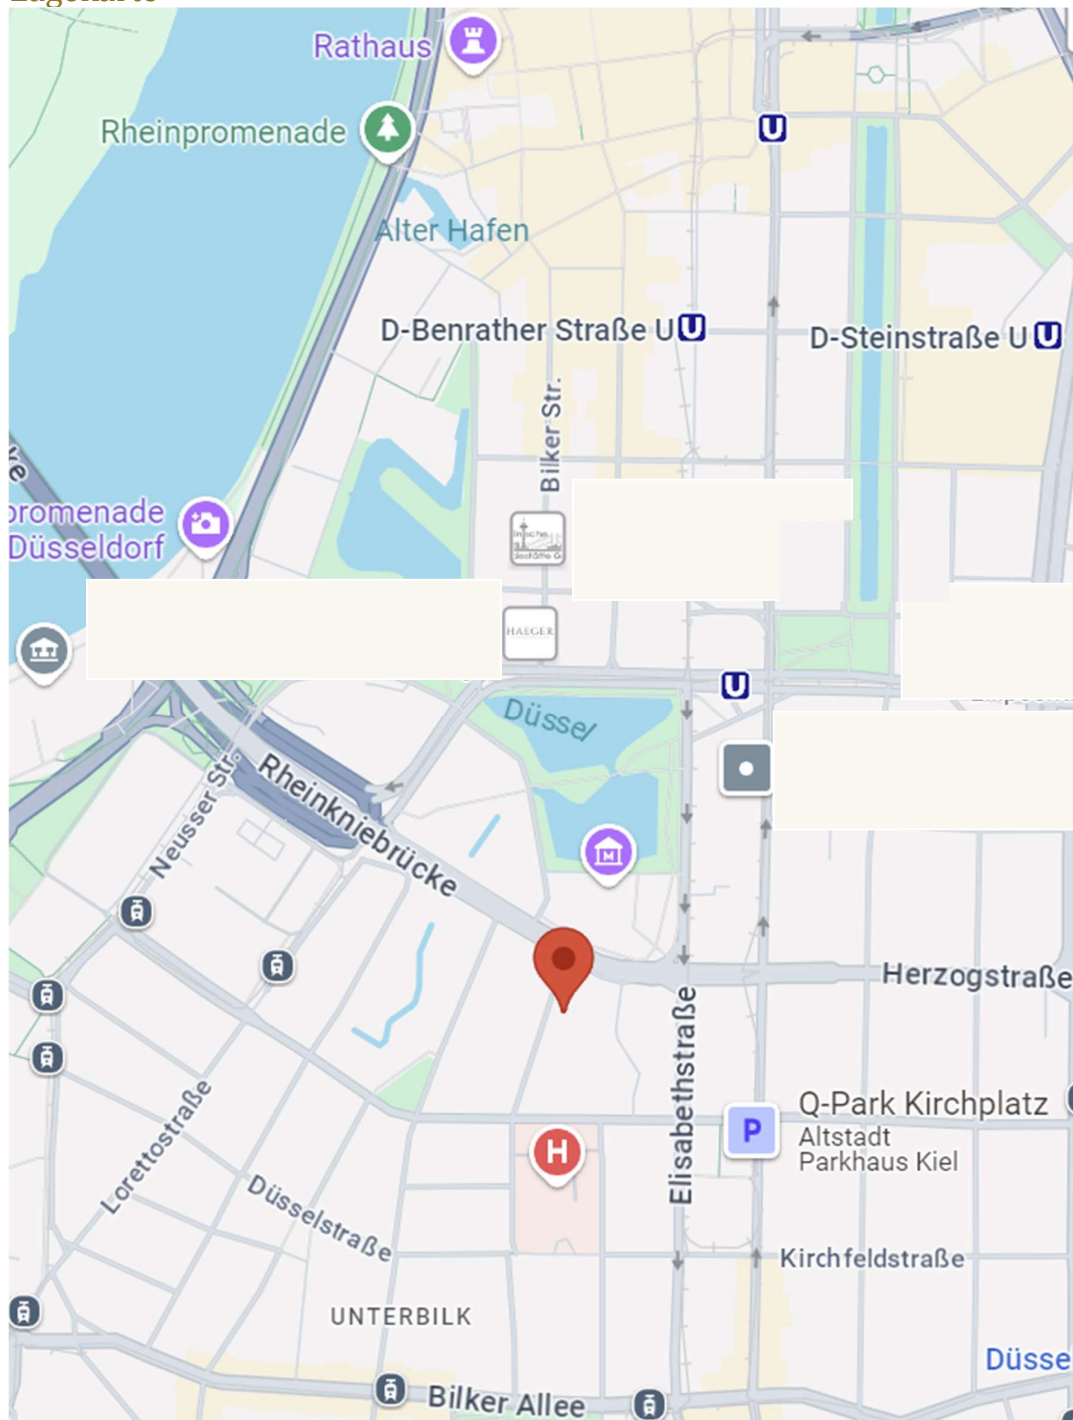 Lagekarte
Rathaus
Rheinpromenade
Alter Hafen
D-Benrather Straße U
U
D-Steinstraße U
U
U
Bilker Str.
promenade
Düsseldorf
HAEGER
U
Düssel
Rheinkniebrücke
Neusser Str.
M
Herzogstraße
Elisabethstraße
Q-Park Kirchplatz
P
Altstadt
Parkhaus Kiel
H
Lorettostraße
Düsselstraße
Kirchfeldstraße
UNTERBILK
Düsse
Bilker Allee